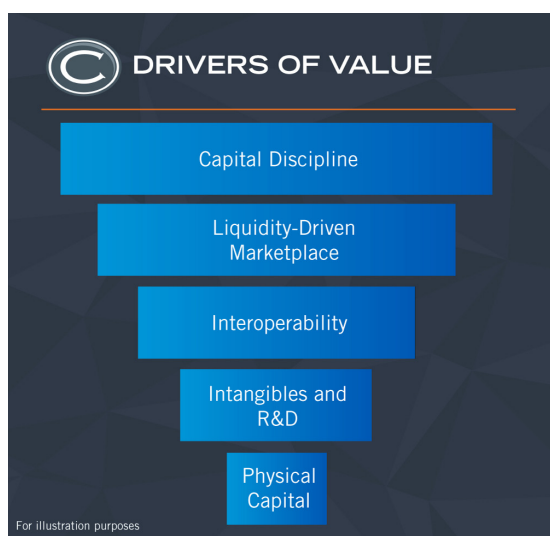 C DRIVERS OF VALUE
Capital Discipline
Liquidity-Driven
Marketplace
Interoperability
Intangibles and
R&D
Physical
Capital
For illustration purposes